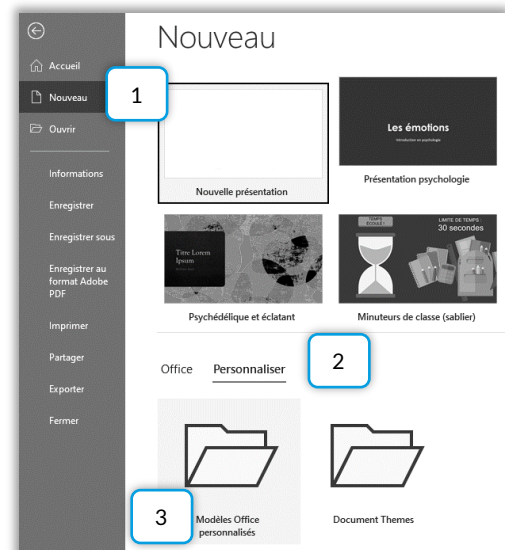 Nouveau
Accueil
Nouveau
1
Ouvrir
Informations
Enregistrer
Enregistrer sous
Enregistrer au
format Adobe
PDF
Imprimer
Partager
Exporter
Fermer
Nouvelle présentation
Les émotions
Introduction en psychologie
Présentation psychologie
Titre Lorem
Ipsum
Psychédélique et éclatant
TEMPS
ÉCOULÉ !
LIMITE DE TEMPS :
30 secondes
Minuteurs de classe (sablier)
Office
Personnaliser
2
3
Modèles Office
personnalisés
Document Themes